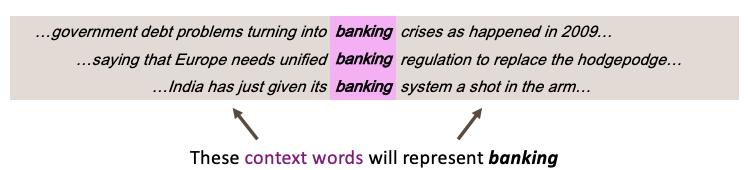 …government debt problems turning into banking crises as happened in 2009…
…saying that Europe needs unified banking regulation to replace the hodgepodge…
…India has just given its banking system a shot in the arm…
These context words will represent banking